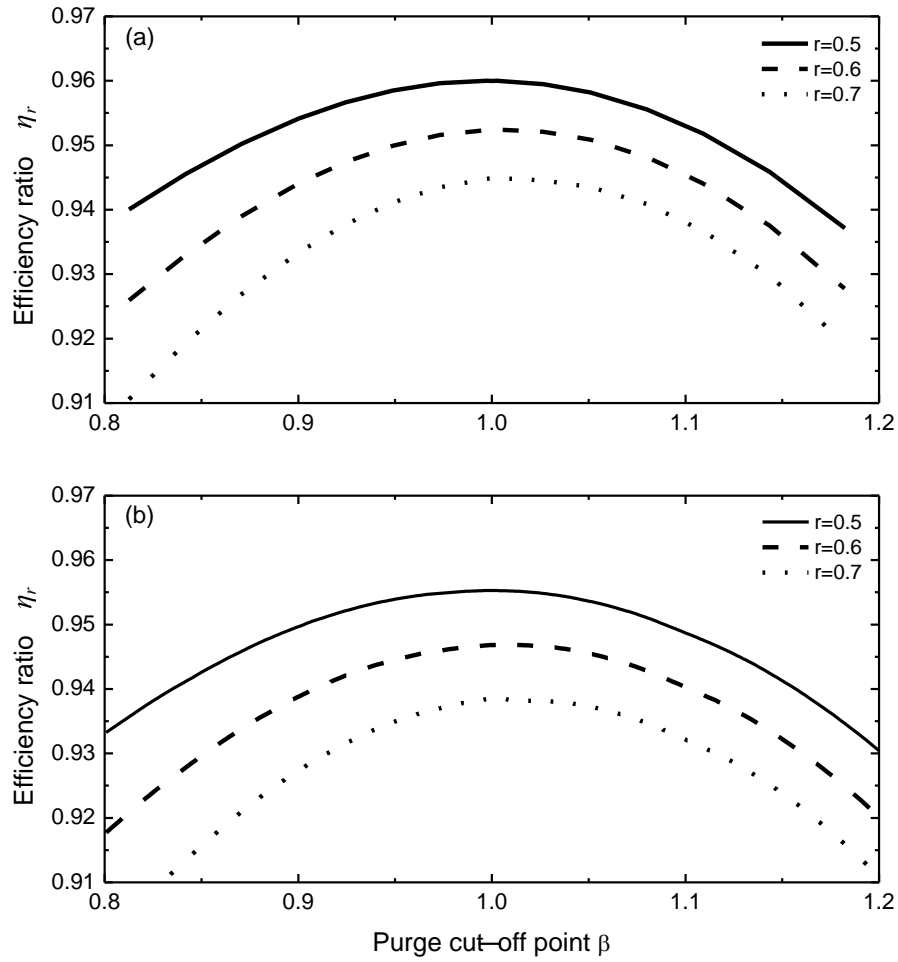 0.97
(a)
r=0.5
r=0.6
r=0.7
0.96
0.95
0.94
0.93
0.92
0.91
Efficiency ratio ηr
0.8 0.9 1.0 1.1 1.2
0.97
(b)
r=0.5
r=0.6
r=0.7
0.96
0.95
0.94
0.93
0.92
0.91
Efficiency ratio ηr
0.8 0.9 1.0 1.1 1.2
Purge cut–off point β